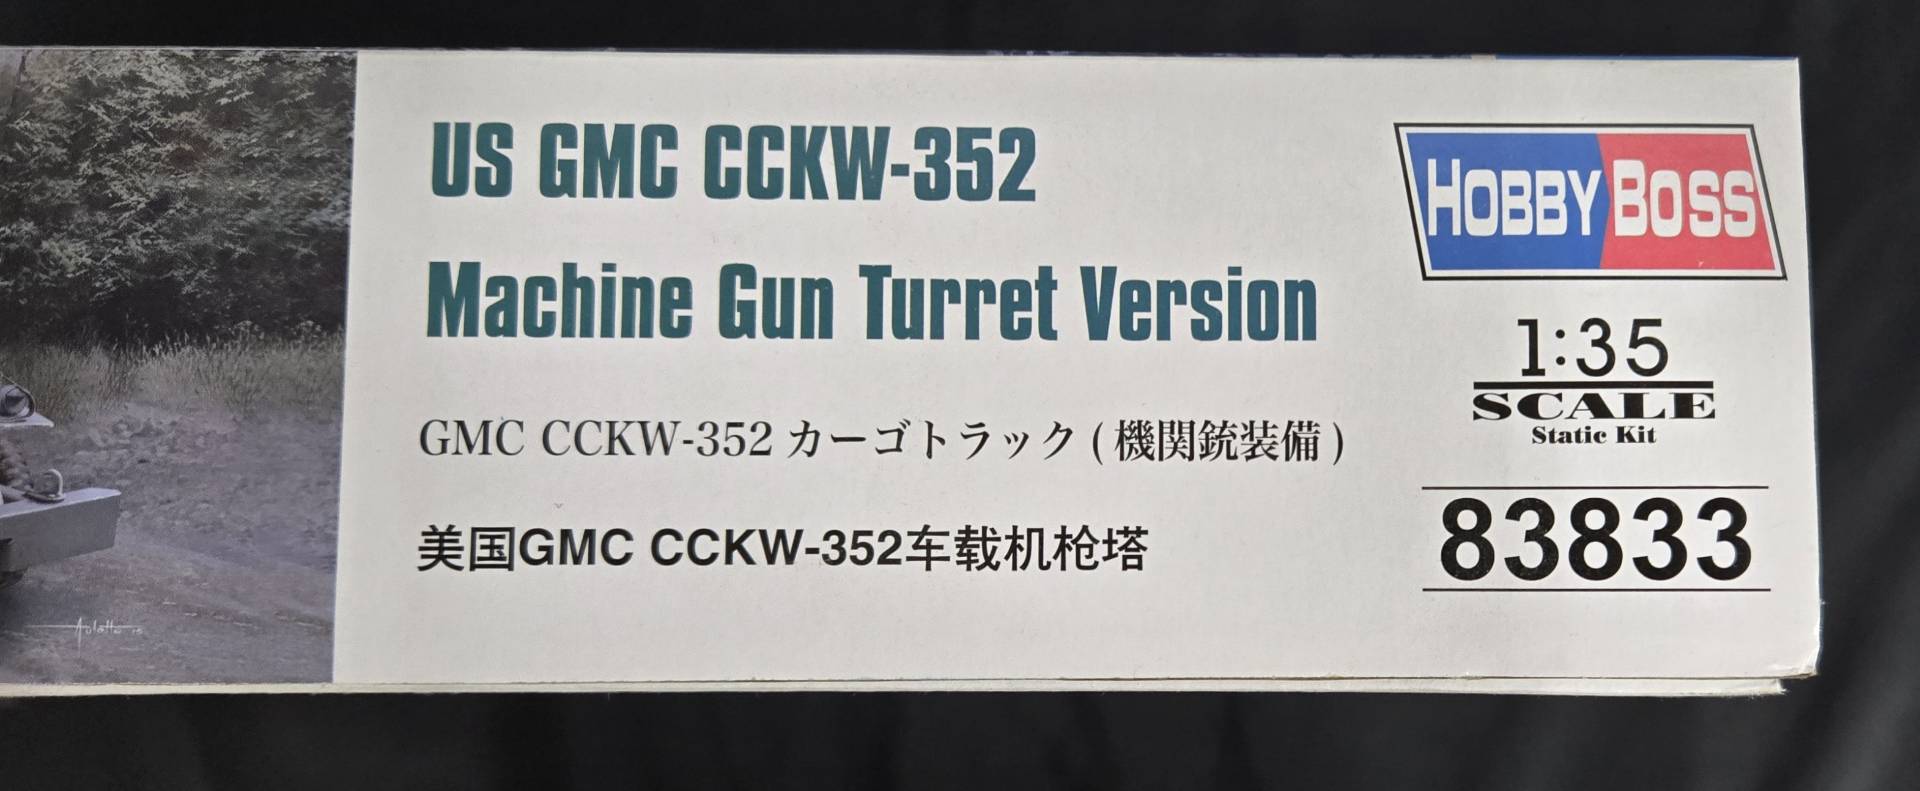 US GMC CCKW-352
Machine Gun Turret Version
GMC CCKW-352 カーゴトラック ( 機関銃装備 )
美国GMC CCKW-352车载机枪塔
HOBBY BOSS
1:35
SCALE
Static Kit
83833